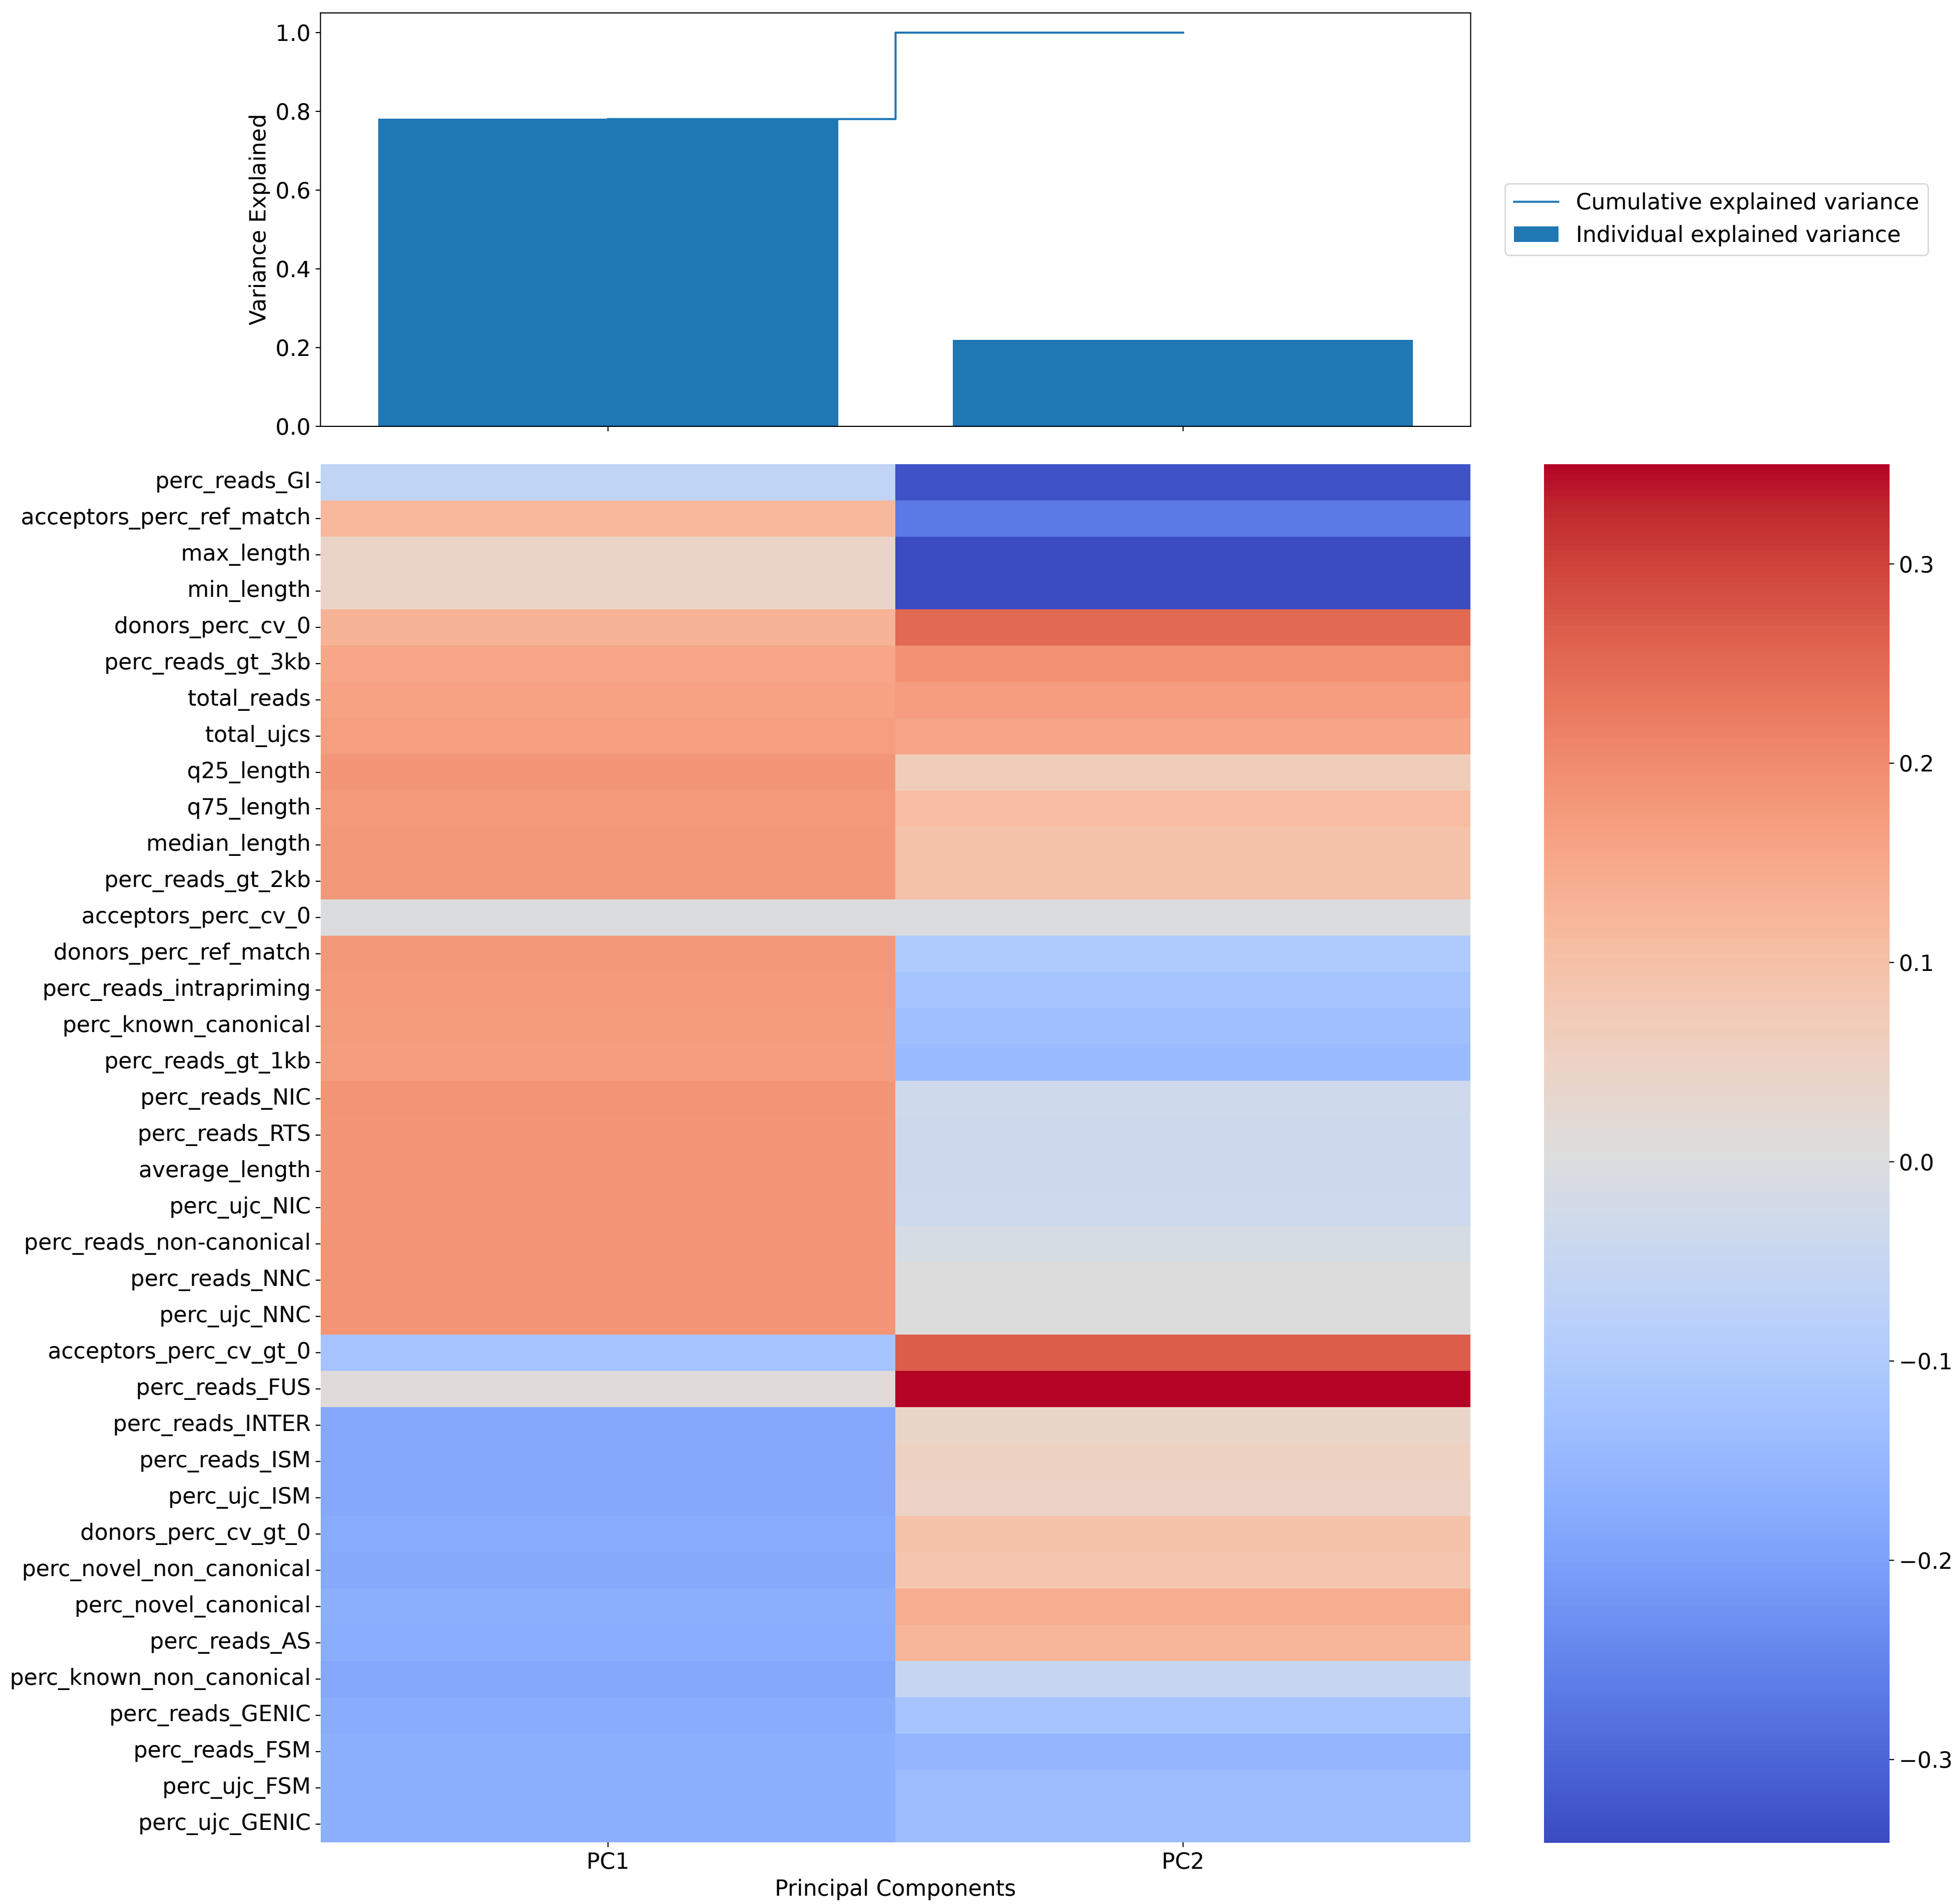 Variance Explained
1.0
0.8
0.6
0.4
0.2
0.0
Cumulative explained variance
Individual explained variance
perc_reads_GI
acceptors_perc_ref_match
max_length
min_length
donors_perc_cv_0
perc_reads_gt_3kb
total_reads
total_ujcs
q25_length
q75_length
median_length
perc_reads_gt_2kb
acceptors_perc_cv_0
donors_perc_ref_match
perc_reads_intrapriming
perc_known_canonical
perc_reads_gt_1kb
perc_reads_NIC
perc_reads_RTS
average_length
perc_ujc_NIC
perc_reads_non-canonical
perc_reads_NNC
perc_ujc_NNC
acceptors_perc_cv_gt_0
perc_reads_FUS
perc_reads_INTER
perc_reads_ISM
perc_ujc_ISM
donors_perc_cv_gt_0
perc_novel_non_canonical
perc_novel_canonical
perc_reads_AS
perc_known_non_canonical
perc_reads_GENIC
perc_reads_FSM
perc_ujc_FSM
perc_ujc_GENIC
PC1
PC2
Principal Components
0.3
0.2
0.1
0.0
−0.1
−0.2
−0.3